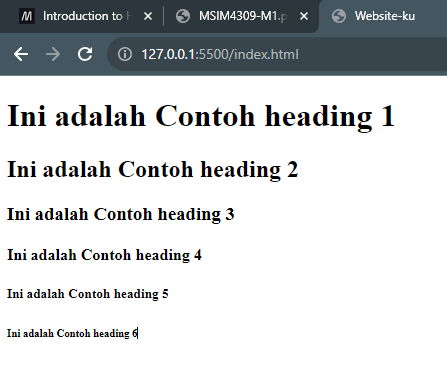 Introduction to H
MSIM4309-M1.p
Website-ku
127.0.0.1:5500/index.html
Ini adalah Contoh heading 1
Ini adalah Contoh heading 2
Ini adalah Contoh heading 3
Ini adalah Contoh heading 4
Ini adalah Contoh heading 5
Ini adalah Contoh heading 6